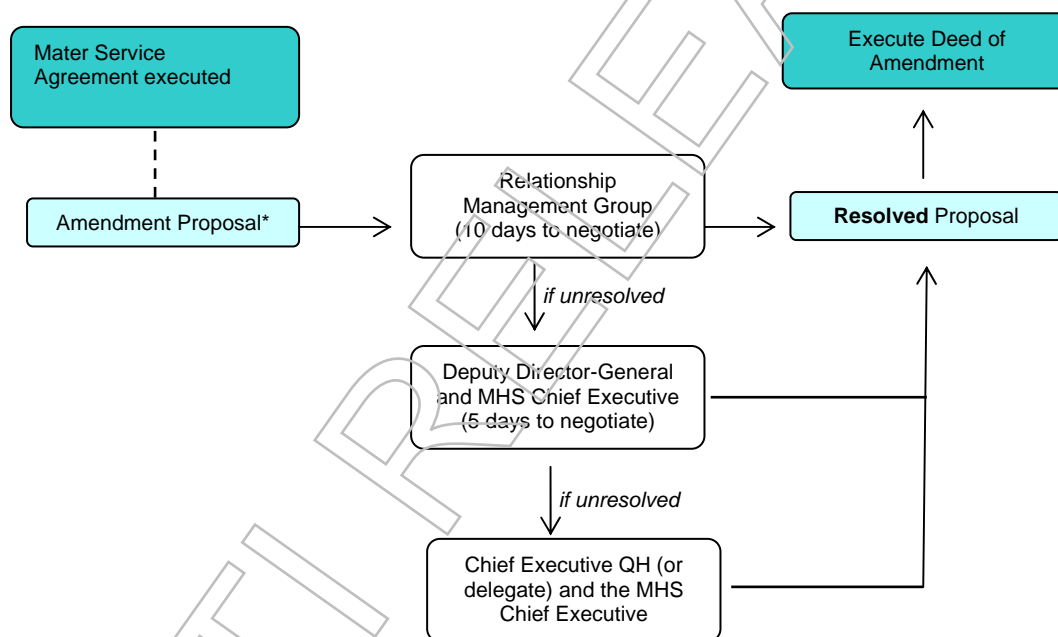 Mater Service
Agreement executed
Execute Deed of
Amendment
Amendment Proposal*
Relationship
Management Group
(10 days to negotiate)
Resolved Proposal
if unresolved
Deputy Director-General
and MHS Chief Executive
(5 days to negotiate)
if unresolved
Chief Executive QH (or
delegate) and the MHS
Chief Executive
TI RELEA